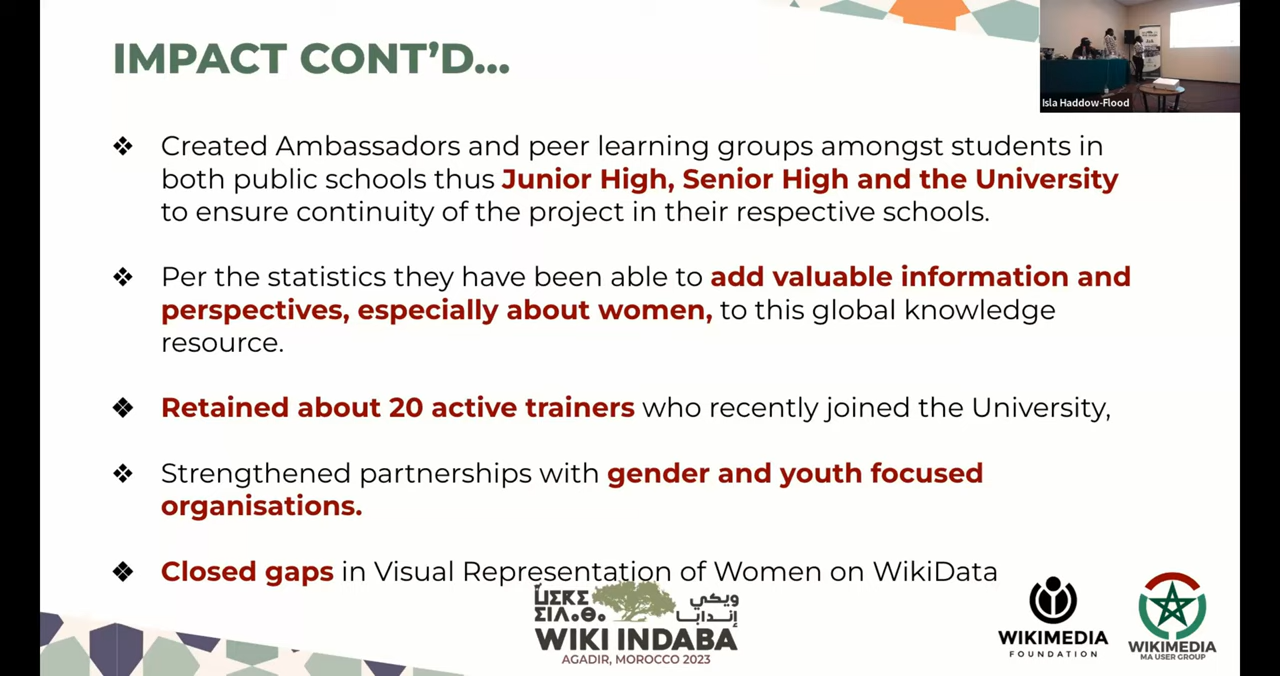 IMPACT CONT’D...
Isla Haddow-Flood
❖ Created Ambassadors and peer learning groups amongst students in
both public schools thus Junior High, Senior High and the University
to ensure continuity of the project in their respective schools.
❖ Per the statistics they have been able to add valuable information and
perspectives, especially about women, to this global knowledge
resource.
❖ Retained about 20 active trainers who recently joined the University,
❖ Strengthened partnerships with gender and youth focused
organisations.
❖ Closed gaps in Visual Representation of Women on WikiData
ويكي
ⵉⵏⴷⴰⴱⴰ
إندابا
WIKI INDABA
AGADIR, MOROCCO 2023
WIKIMEDIA
FOUNDATION
WIKIMEDIA
MA USER GROUP